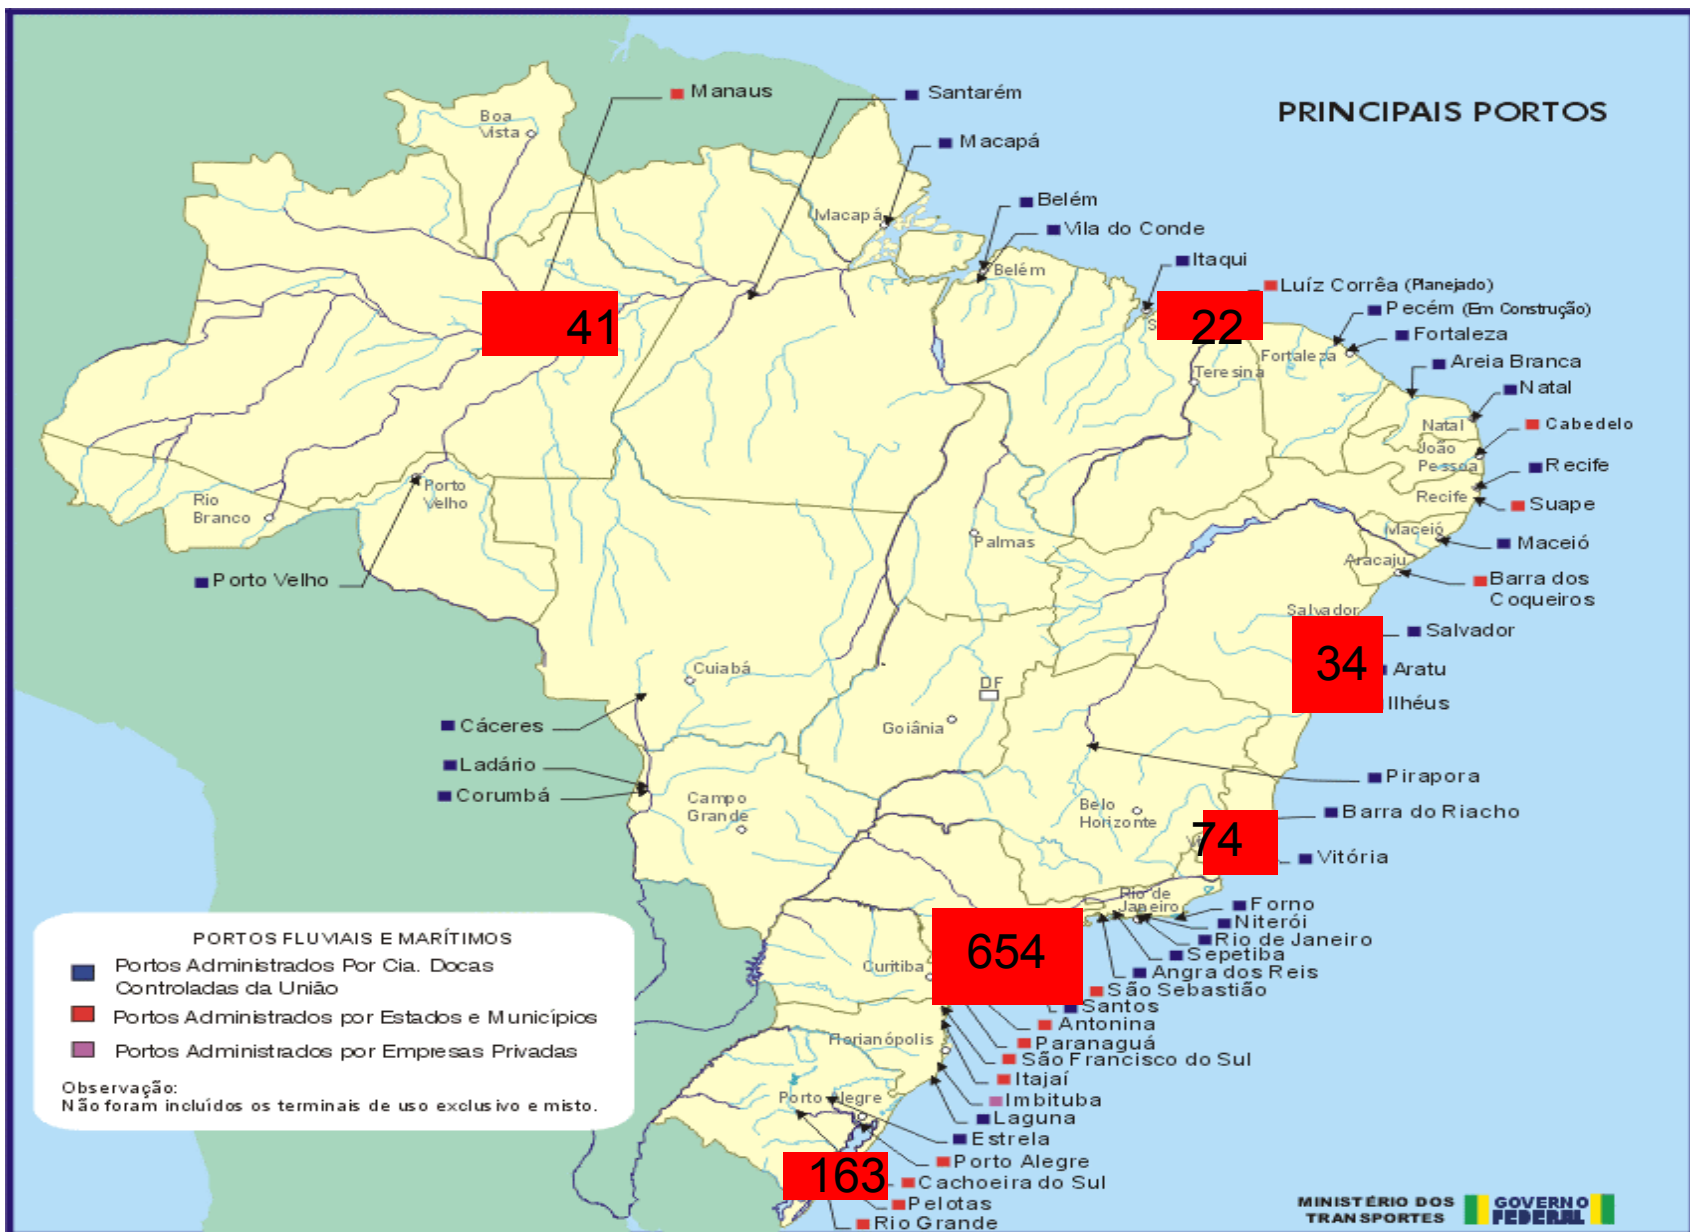 PRINCIPAIS PORTOS
Manaus
Santarém
Macapá
Belém
Vila do Conde
Itaqui
Luíz Corrêa (Planejado)
Pecém (Em Construção)
Fortaleza
Areia Branca
Natal
Cabedelo
Recife
Suape
Maceió
Barra dos
Coqueiros
Salvador
Aratu
Ilhéus
Pirapora
Barra do Riacho
Vitória
Forno
Niterói
Rio de Janeiro
Sepetiba
Angra dos Reis
São Sebastião
Santos
Antonina
Paranaguá
São Francisco do Sul
Itajaí
Imbituba
Laguna
Estrela
Porto Alegre
Cachoeira do Sul
Pelotas
Rio Grande
Porto Velho
Cáceres
Ladário
Corumbá
Boa
Vista
Macapá
Belém
Fortaleza
Teresina
Natal
João
Pessoa
Recife
Maceió
Aracaju
Salvador
Palmas
Porto
Velho
Rio
Branco
Cuiabá
DF
Goiânia
Campo
Grande
Belo
Horizonte
Rio de
Janeiro
Curitiba
Florianópolis
Porto Alegre
41
22
34
74
654
163
PORTOS FLUVIAIS E MARÍTIMOS
Portos Administrados Por Cia. Docas
Controladas da União
Portos Administrados por Estados e Municípios
Portos Administrados por Empresas Privadas
Observação:
Não foram incluídos os terminais de uso exclusivo e misto.
MINISTÉRIO DOS
TRANSPORTES
GOVERNO
FEDERAL